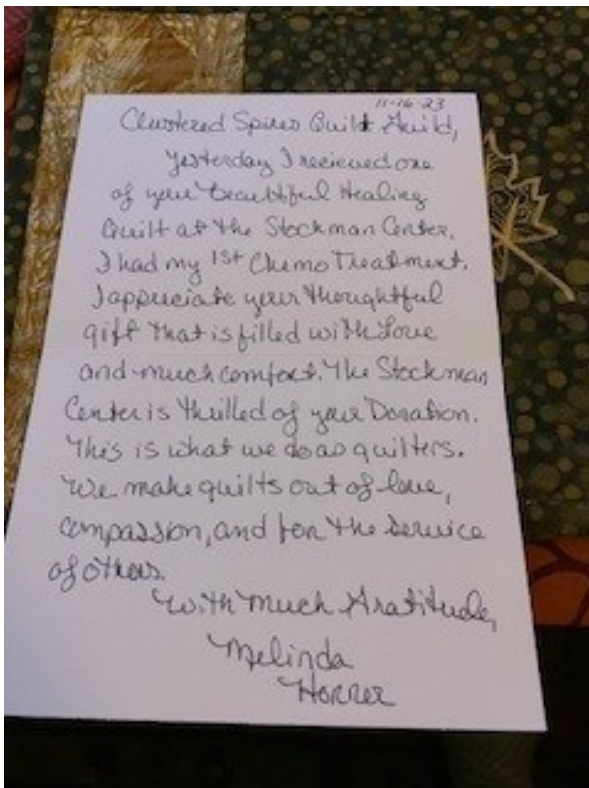 11-16-23
Clustered Spires Quilt Guild,
Yesterday I recieved one
of your beautiful Healing
Quilt at the Stockman Center.
I had my 1st Chemo Treatment.
I appreciate your thoughtful
gift that is filled with Love
and much comfort. The Stockman
Center is thrilled of your Donation.
This is what we do as quilters.
We make quilts out of love,
compassion, and for the service
of others.
With Much Gratitude,
Melinda